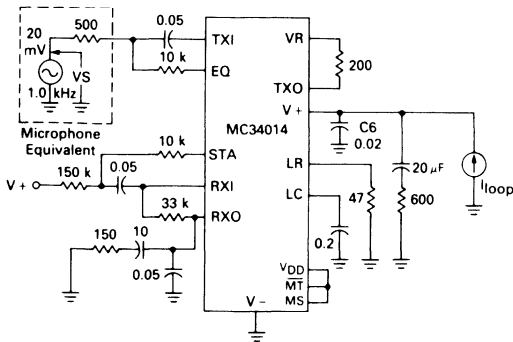 20
mV
500
VS
1.0 kHz
Microphone
Equivalent
0.05
10 k
TXI
EQ
VR
TXO
200
V +
C6
0.02
20 µF
600
I loop
MC34014
10 k
STA
V +
150 k
0.05
RXI
33 k
RXO
LR
LC
47
0.2
150
10
0.05
VDD
MT
MS
V -